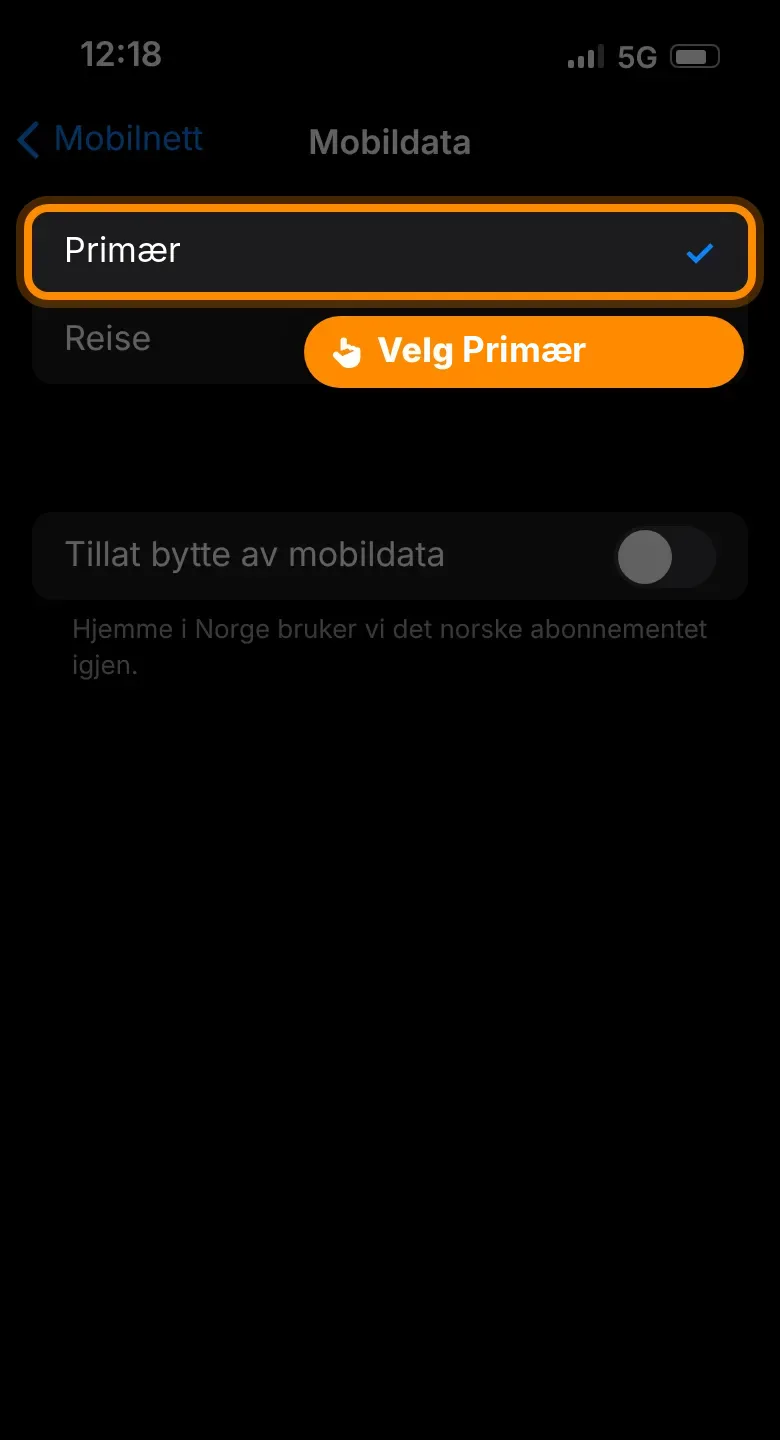 12:18
5G
Mobilnett
Mobildata
Primær
Reise
Velg Primær
Tillat bytte av mobildata
Hjemme i Norge bruker vi det norske abonnementet
igjen.